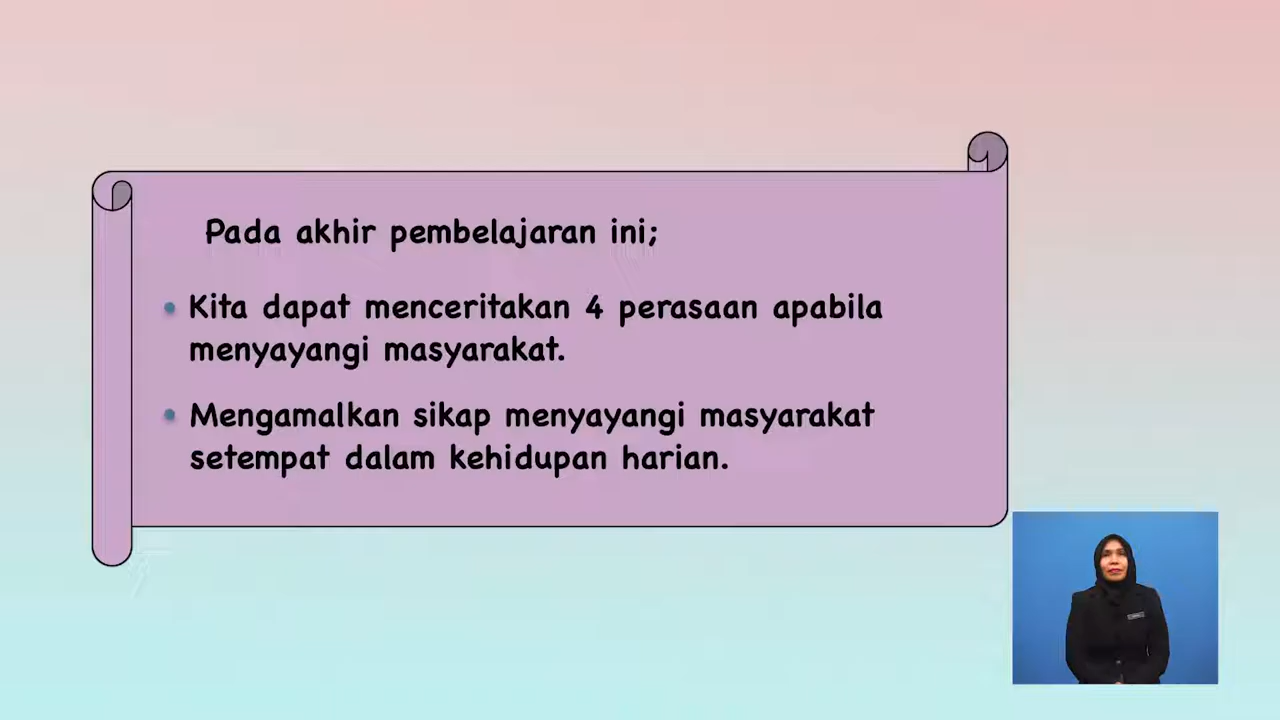 Pada akhir pembelajaran ini;
• Kita dapat menceritakan 4 perasaan apabila
menyayangi masyarakat.
• Mengamalkan sikap menyayangi masyarakat
setempat dalam kehidupan harian.